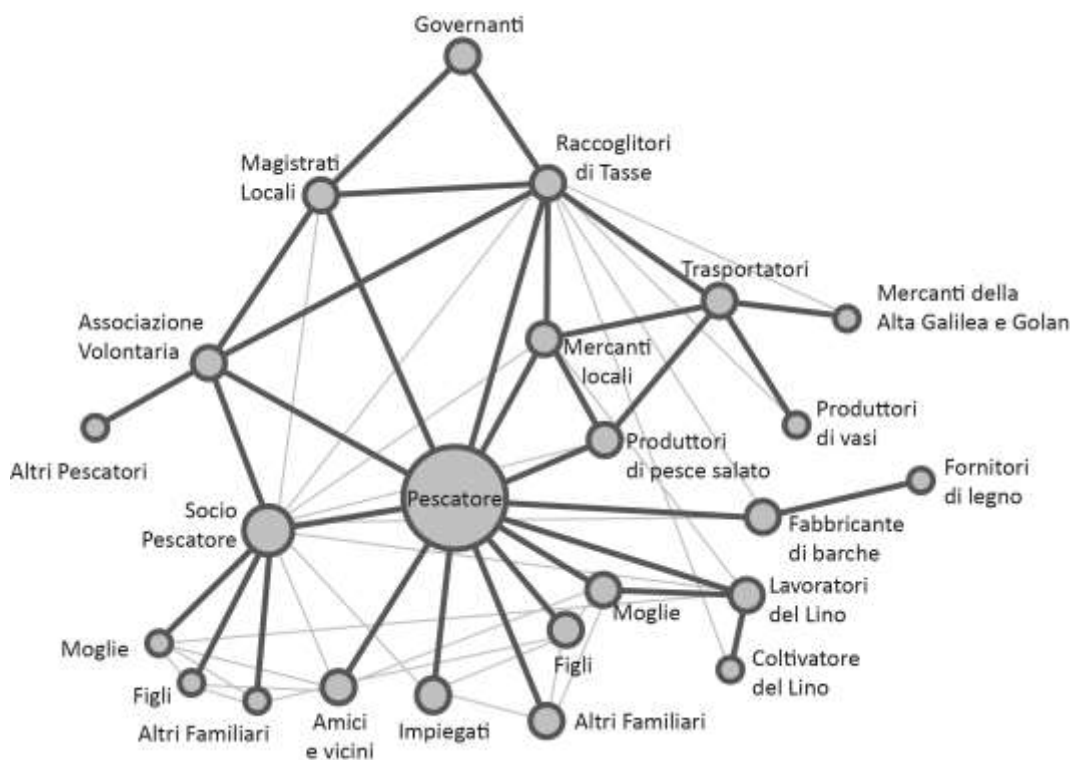 Governanti
Raccoglitori
di Tasse
Magistrati
Locali
Trasportatori
Mercanti della
Alta Galilea e Golan
Associazione
Volontaria
Mercanti
locali
Produttori
di vasi
Altri Pescatori
Produttori
di pesce salato
Fornitori
di legno
Pescatore
Socio
Pescatore
Fabbricante
di barche
Lavoratori
del Lino
Moglie
Moglie
Figli
Coltivatore
del Lino
Figli
Altri Familiari
Amici
e vicini
Impiegati
Altri Familiari